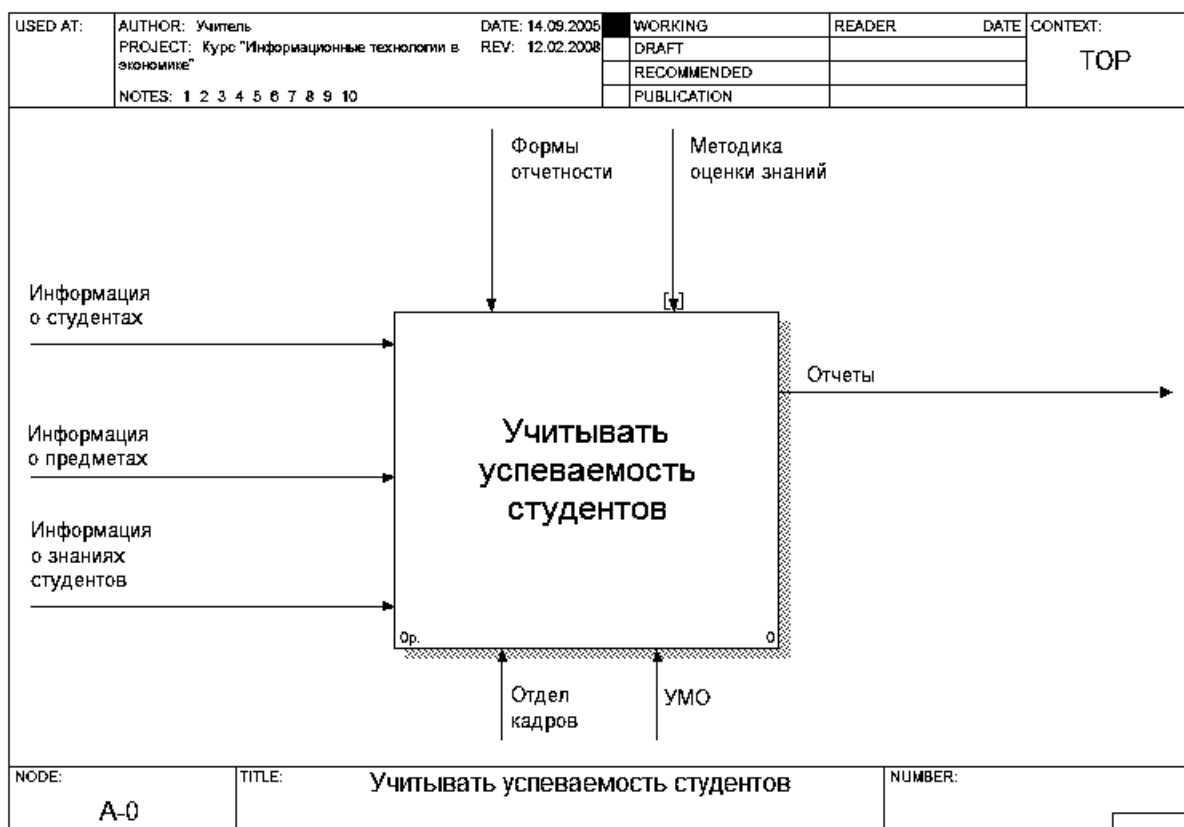 USED AT:
AUTHOR: Учитель
DATE: 14.09.2005
PROJECT: Курс "Информационные технологии в
экономике"
REV: 12.02.2008
NOTES: 1 2 3 4 5 6 7 8 9 10
WORKING
DRAFT
RECOMMENDED
PUBLICATION
READER DATE
CONTEXT:
TOP
Формы
отчетности
Методика
оценки знаний
Информация
о студентах
Информация
о предметах
Информация
о знаниях
студентов
Учитывать
успеваемость
студентов
0р. 0
Отчеты
Отдел
кадров
УМО
NODE:
A-0
TITLE:
Учитывать успеваемость студентов
NUMBER: